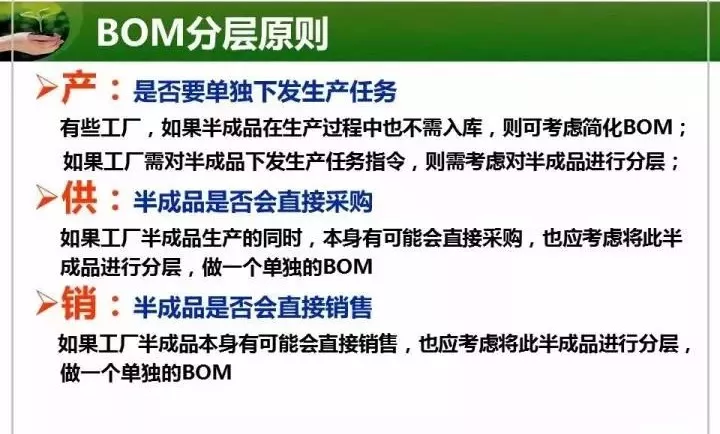 BOM分层原则
产：是否要单独下发生产任务
有些工厂，如果半成品在生产过程中也不需入库，则可考虑简化BOM；
如果工厂需对半成品下发生产任务指令，则需考虑对半成品进行分层；
供：半成品是否会直接采购
如果工厂半成品生产的同时，本身有可能会直接采购，也应考虑将此半
成品进行分层，做一个单独的BOM
销：半成品是否会直接销售
如果工厂半成品本身有可能会直接销售，也应考虑将此半成品进行分层，
做一个单独的BOM